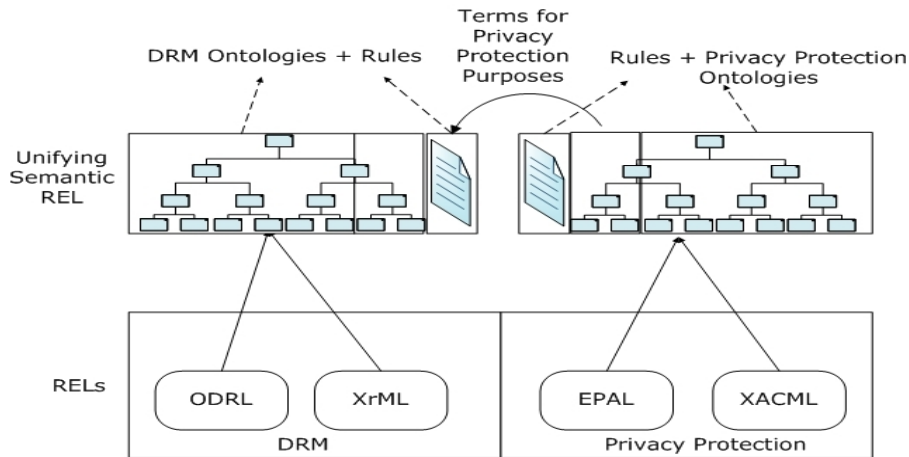 Terms for
Privacy
Protection
Purposes
DRM Ontologies + Rules
Rules + Privacy Protection
Ontologies
Unifying
Semantic
REL
RELs
ODRL
XrML
EPAL
XACML
DRM
Privacy Protection